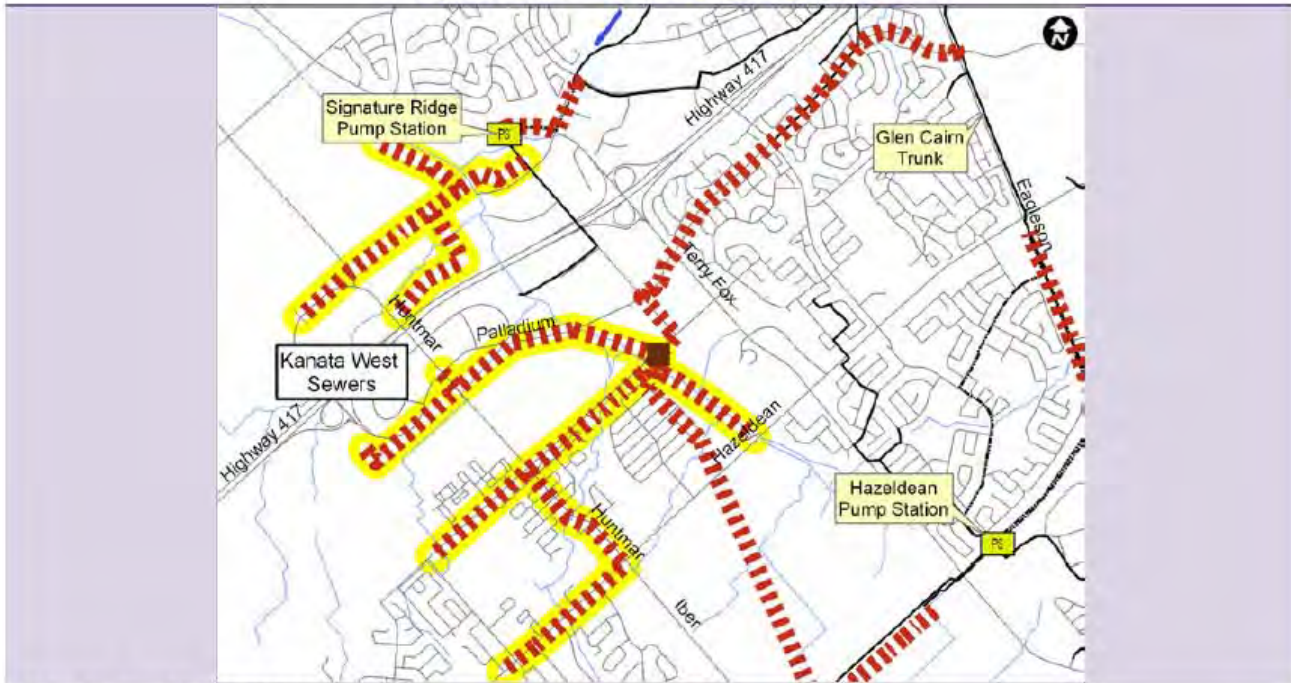 N
Highway 417
Signature Ridge
Pump Station
PS
Glen Cairn
Trunk
Eagleson
Terry Fox
Huntmar
Palladium
Kanata West
Sewers
Highway 417
Hazeldean
Hazeldean
Pump Station
PS
Huntmar
Iber